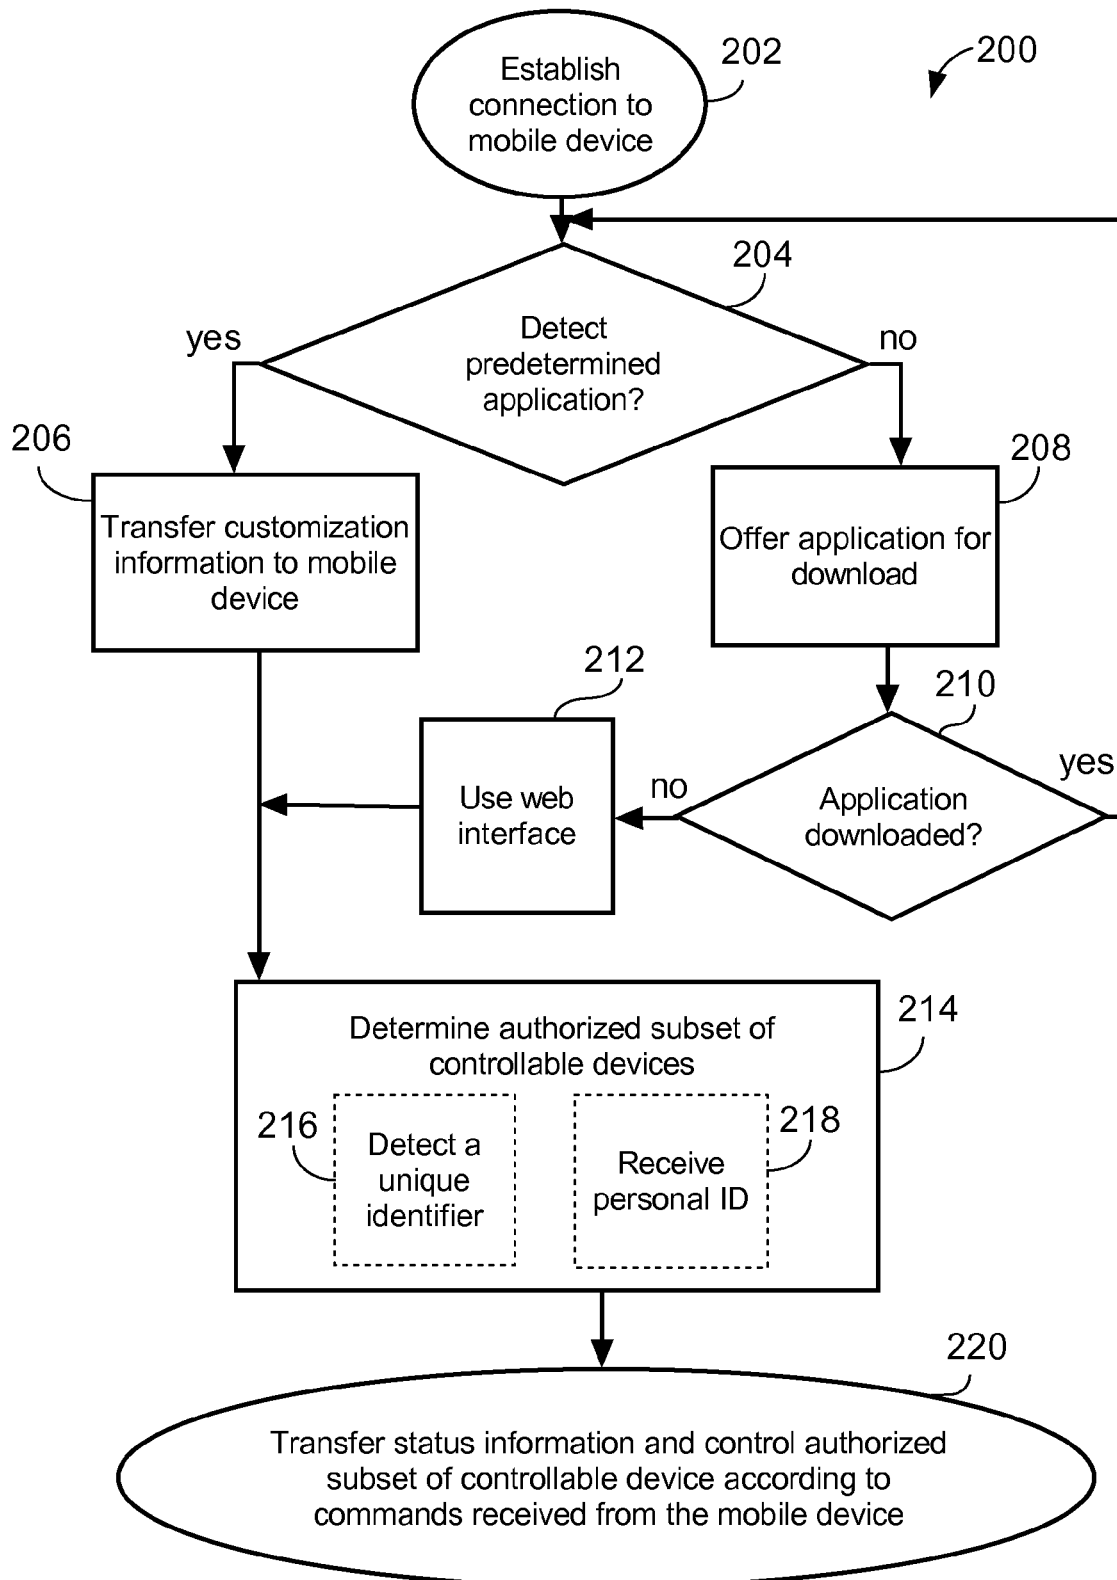 Establish
connection to
mobile device
202
200
204
Detect
predetermined
application?
yes
no
206
Transfer customization
information to mobile
device
208
Offer application for
download
212
Use web
interface
210
Application
downloaded?
no
yes
214
Determine authorized subset of
controllable devices
216
Detect a
unique
identifier
218
Receive
personal ID
220
Transfer status information and control authorized
subset of controllable device according to
commands received from the mobile device